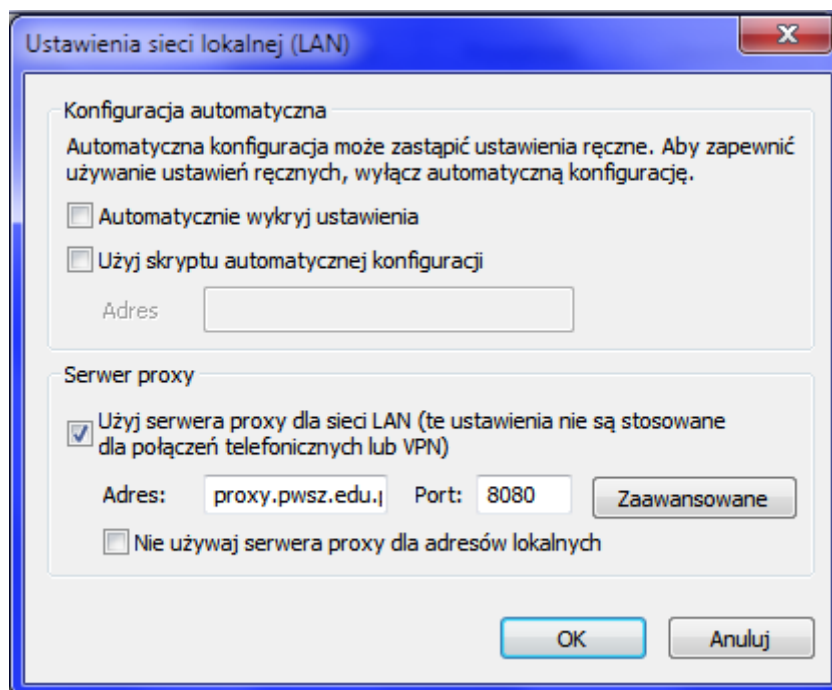 Ustawienia sieci lokalnej (LAN)
Konfiguracja automatyczna
Automatyczna konfiguracja może zastąpić ustawienia ręczne. Aby zapewnić
używanie ustawień ręcznych, wyłącz automatyczną konfigurację.
Automatycznie wykryj ustawienia
Użyj skryptu automatycznej konfiguracji
Adres
Serwer proxy
Użyj serwera proxy dla sieci LAN (te ustawienia nie są stosowane
dla połączeń telefonicznych lub VPN)
Adres: proxy.pwsz.edu.p Port: 8080 Zaawansowane
Nie używaj serwera proxy dla adresów lokalnych
OK Anuluj